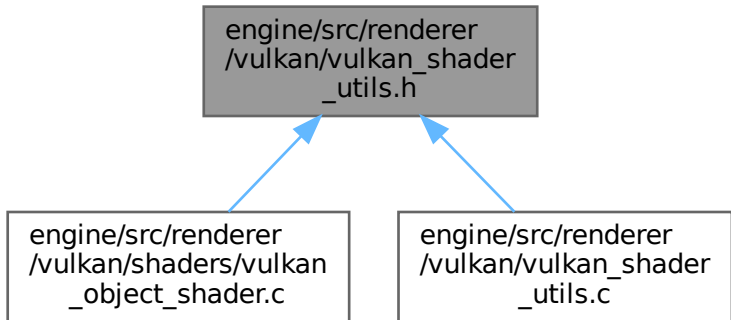 engine/src/renderer
/vulkan/vulkan_shader
_utils.h
engine/src/renderer
/vulkan/shaders/vulkan
_object_shader.c
engine/src/renderer
/vulkan/vulkan_shader
_utils.c